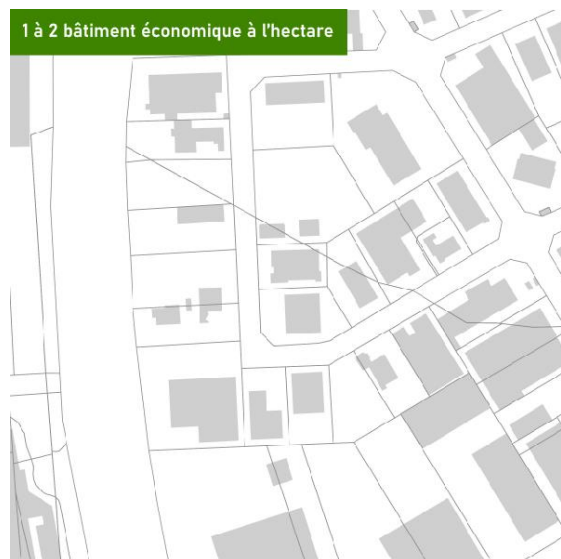 1 à 2 bâtiment économique à l'hectare